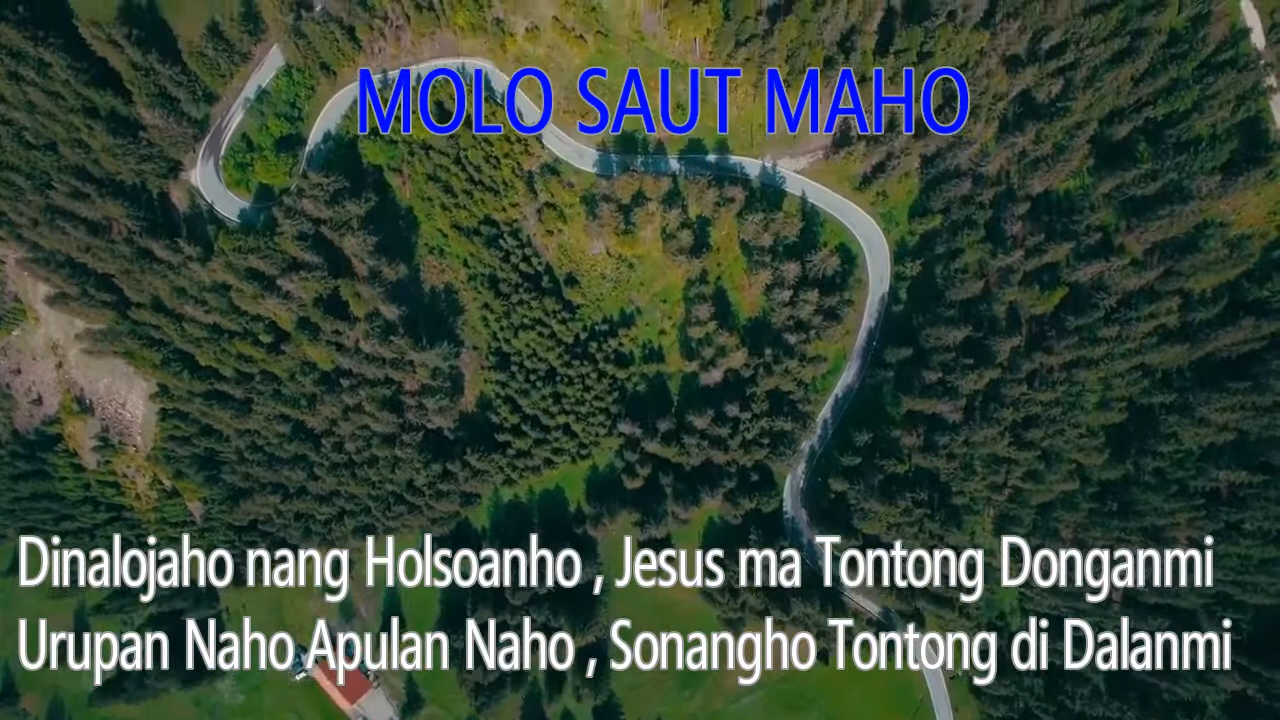 MOLO SAUT MAHO
Dinalojaho nang Holsoanho , Jesus ma Tontong Donganmi
Urupan Naho Apulan Naho , Sonangho Tontong di Dalanmi